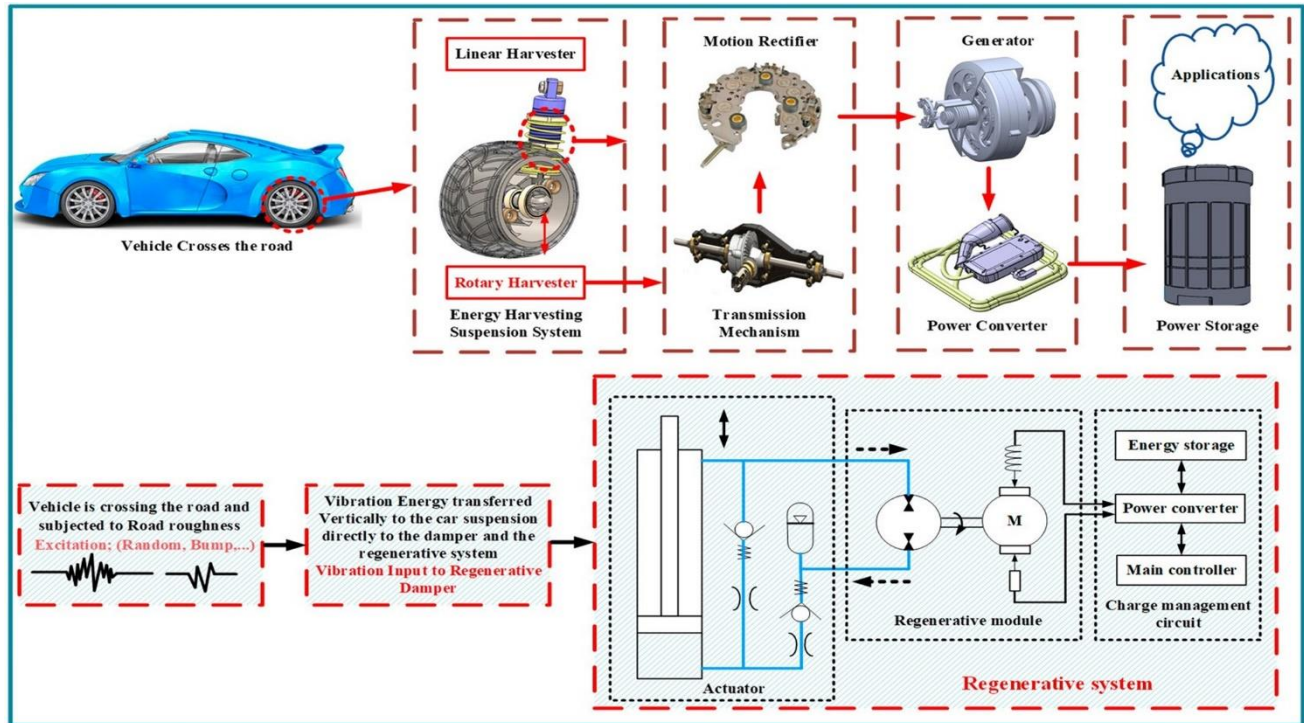 Linear Harvester
Motion Rectifier
Generator
Applications
Vehicle Crosses the road
Rotary Harvester
Energy Harvesting
Suspension System
Transmission
Mechanism
Power Converter
Power Storage
Vehicle is crossing the road and
subjected to Road roughness
Excitation; (Random, Bump,...)
Vibration Energy transferred
Vertically to the car suspension
directly to the damper and the
regenerative system
Vibration Input to Regenerative
Damper
M
Energy storage
Power converter
Main controller
Charge management
circuit
Regenerative module
Actuator
Regenerative system